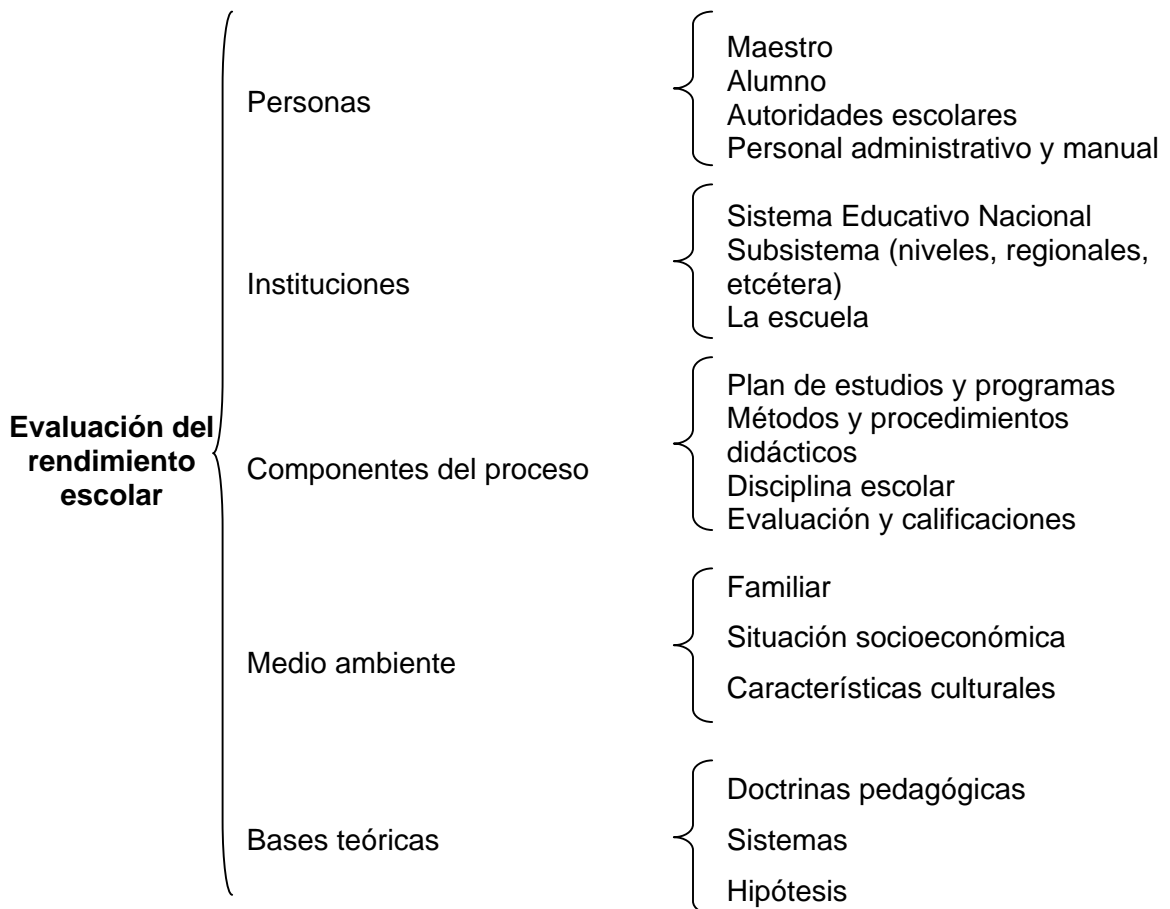 Evaluación del
rendimiento
escolar
Personas
Maestro
Alumno
Autoridades escolares
Personal administrativo y manual
Instituciones
Sistema Educativo Nacional
Subsistema (niveles, regionales,
etcétera)
La escuela
Componentes del proceso
Plan de estudios y programas
Métodos y procedimientos
didácticos
Disciplina escolar
Evaluación y calificaciones
Medio ambiente
Familiar
Situación socioeconómica
Características culturales
Bases teóricas
Doctrinas pedagógicas
Sistemas
Hipótesis